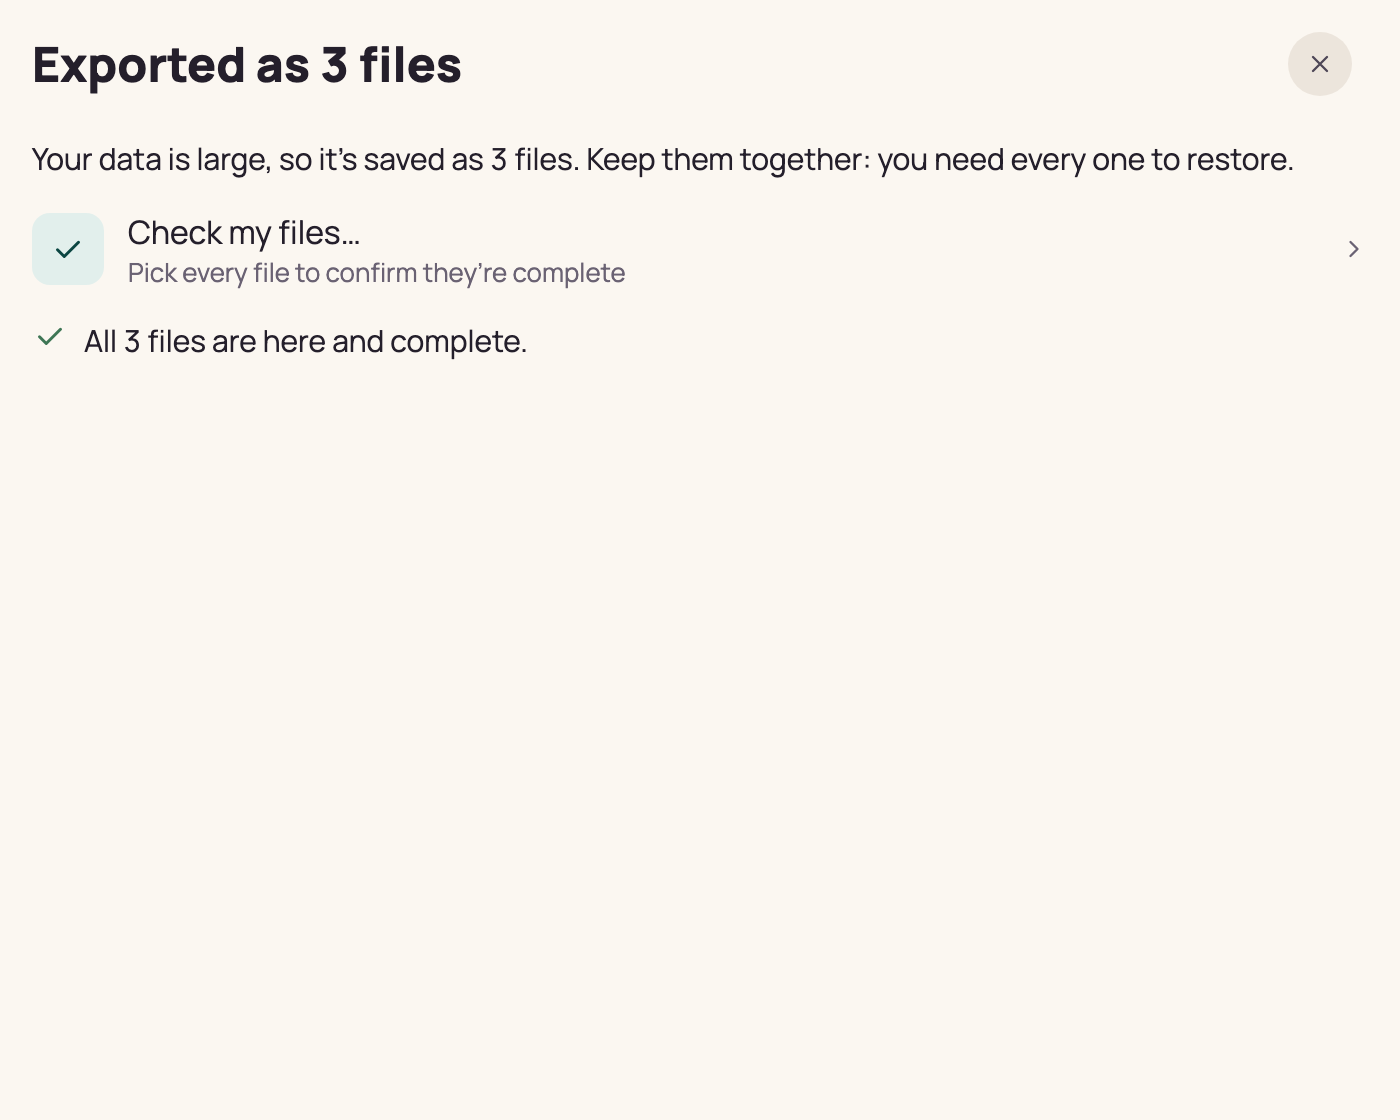 Exported as 3 files
Your data is large, so it’s saved as 3 files. Keep them together: you need every one to restore.
Check my files…
Pick every file to confirm they’re complete
All 3 files are here and complete.